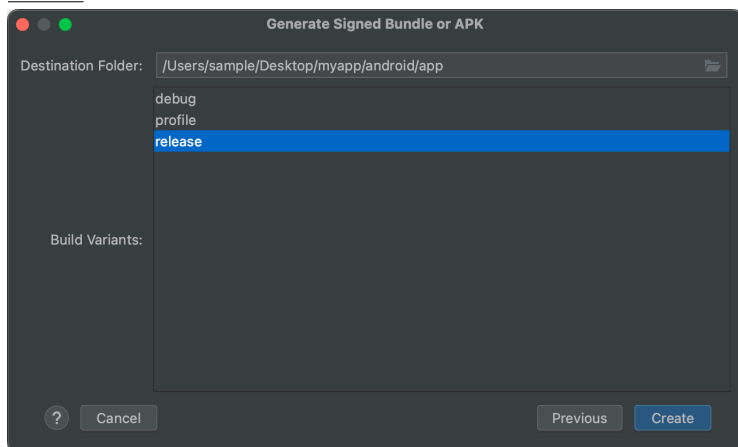 Generate Signed Bundle or APK
Destination Folder: /Users/sample/Desktop/myapp/android/app
debug
profile
release
Build Variants:
? Cancel Previous Create